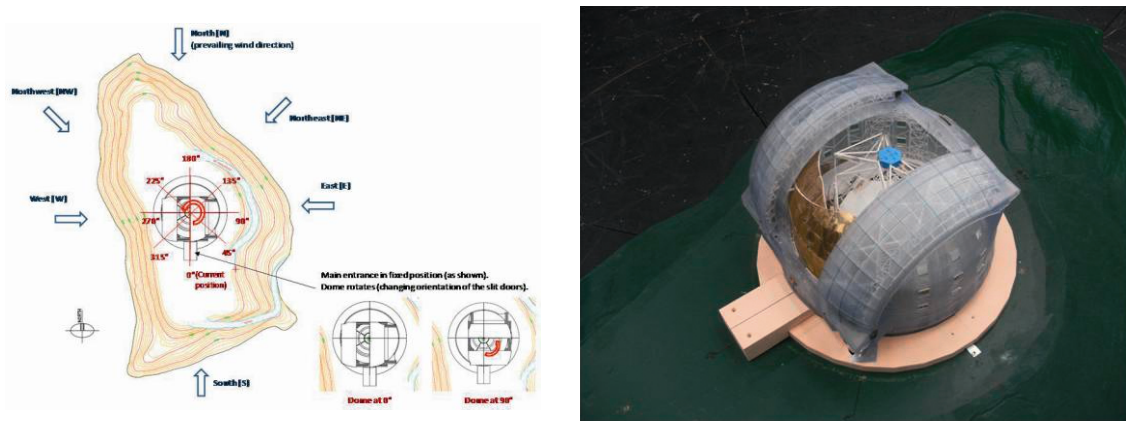 North [N]
(prevailing wind direction)
Northwest [NW]
Northeast [NE]
180°
225°
135°
West [W]
East [E]
270°
90°
315°
45°
0° (Current
position)
Main entrance in fixed position (as shown).
Dome rotates (changing orientation of the slit doors).
NORTH
South [S]
Dome at 0°
Dome at 90°